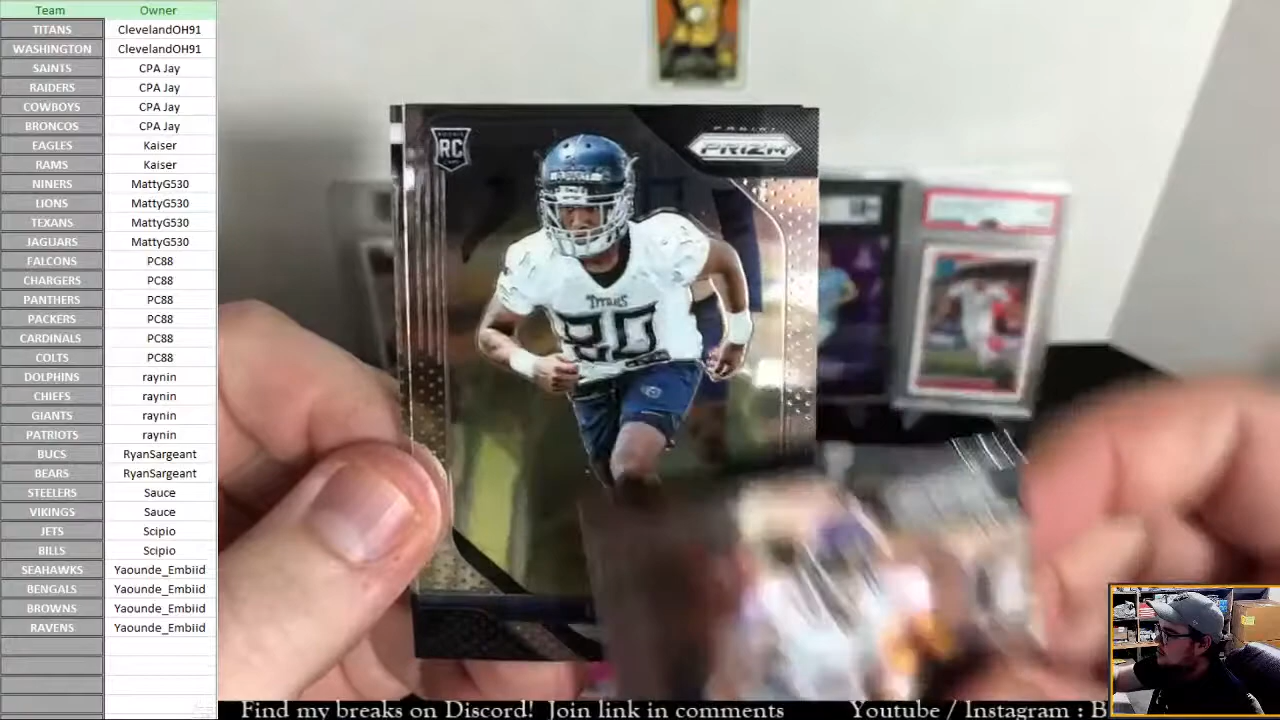 Team Owner
TITANS ClevelandOH91
WASHINGTON ClevelandOH91
SAINTS CPA Jay
RAIDERS CPA Jay
COWBOYS CPA Jay
BRONCOS CPA Jay
EAGLES Kaiser
RAMS Kaiser
NINERS MattyG530
LIONS MattyG530
TEXANS MattyG530
JAGUARS MattyG530
FALCONS PC88
CHARGERS PC88
PANTHERS PC88
PACKERS PC88
CARDINALS PC88
COLTS PC88
DOLPHINS raynin
CHIEFS raynin
GIANTS raynin
PATRIOTS raynin
BUCS RyanSargeant
BEARS RyanSargeant
STEELERS Sauce
VIKINGS Sauce
JETS Scipio
BILLS Scipio
SEAHAWKS Yaounde_Embiid
BENGALS Yaounde_Embiid
BROWNS Yaounde_Embiid
RAVENS Yaounde_Embiid
RC
PANINI
PRIZM
TITANS
80
Find my breaks on Discord! Join link in comments Youtube / Instagram : B